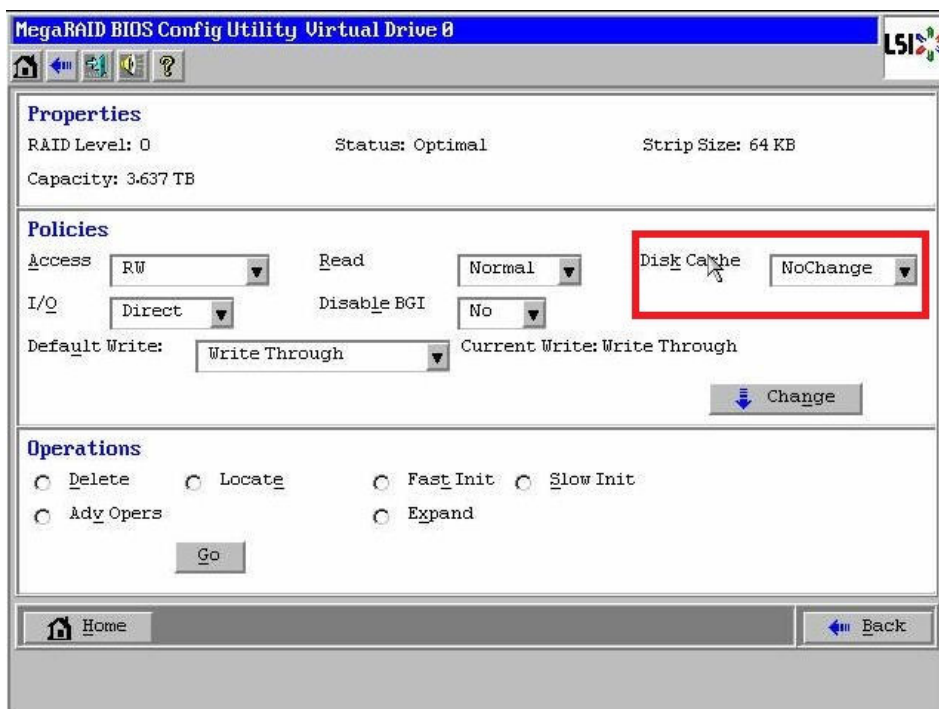 MegaRAID BIOS Config Utility Virtual Drive 0
LSI
Properties
RAID Level: 0 Status: Optimal Strip Size: 64 KB
Capacity: 3.637 TB
Policies
Access RW Read Normal Disk Cache NoChange
I/O Direct Disable BGI No
Default Write: Write Through Current Write: Write Through
Change
Operations
Delete Locate Fast Init Slow Init
Adv Opers Expand
Go
Home Back